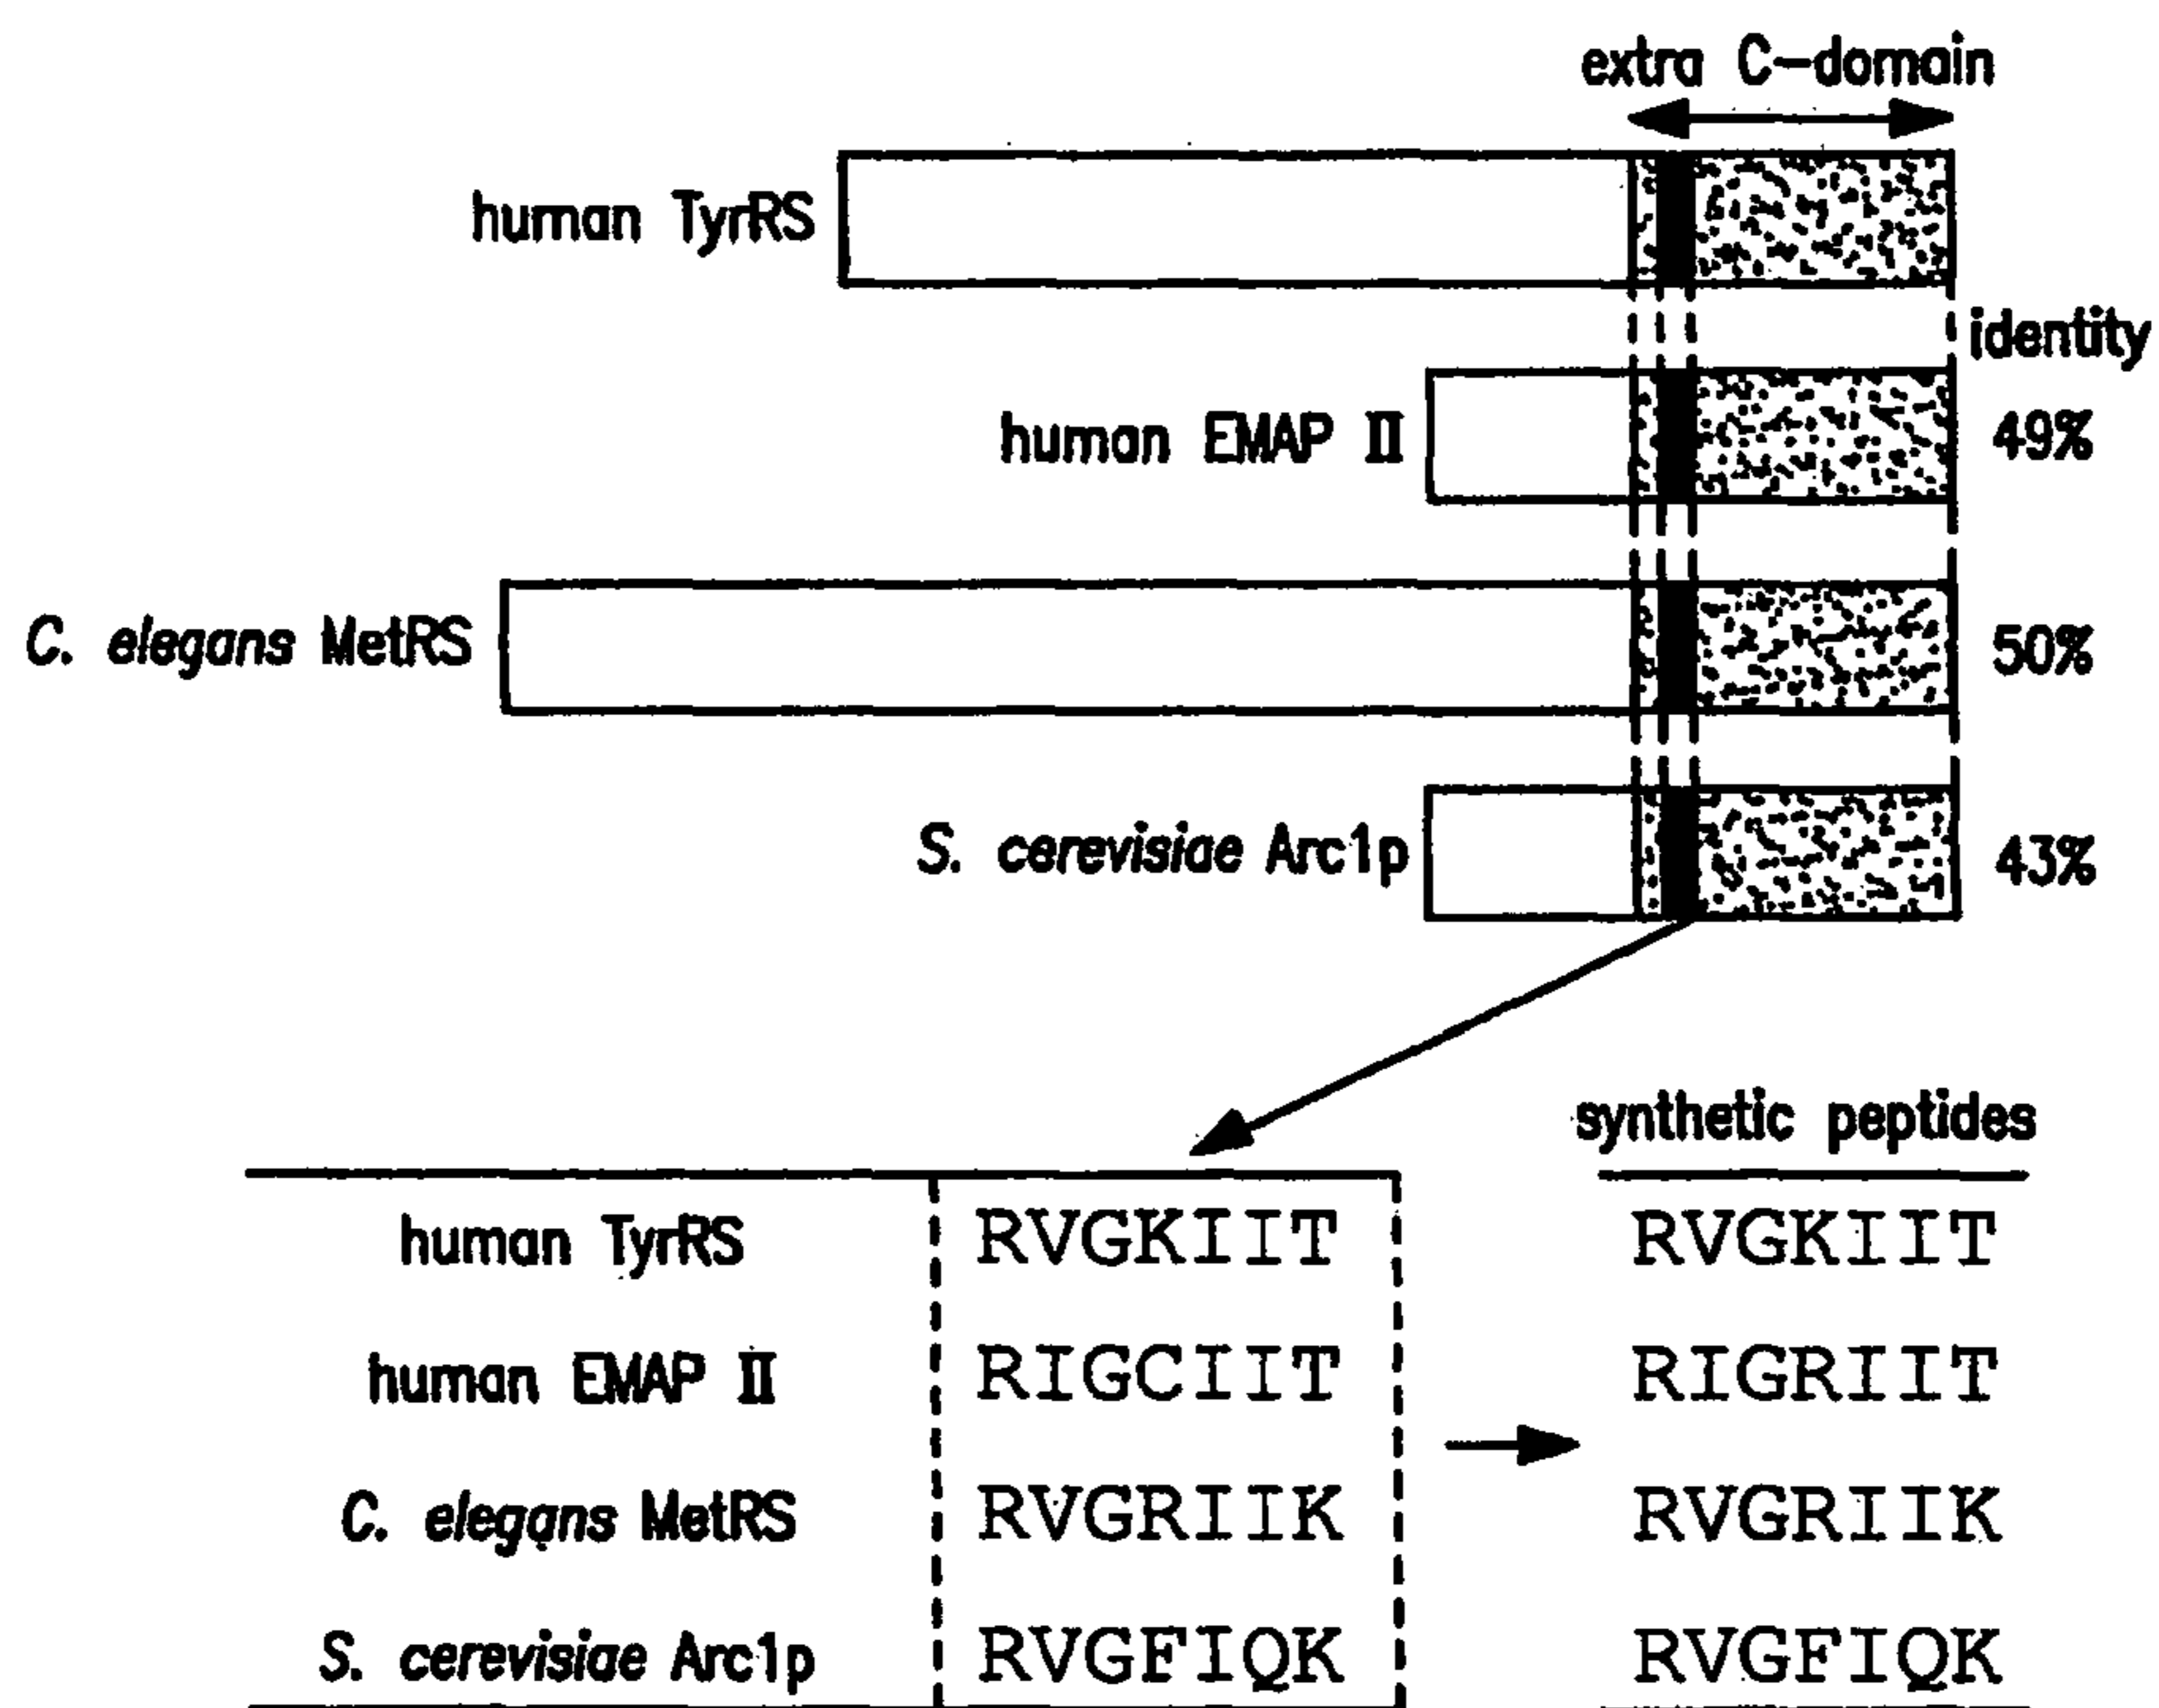 extra C-domain
human TyrRS
identity
human EMAP II 49%
C. elegans MetRS 50%
S. cerevisiae Arc1p 43%
synthetic peptides
human TyrRS RVGKIIT RVGKIIT
human EMAP II RIGCIIT RIGRIIT
C. elegans MetRS RVGRIIK RVGRIIK
S. cerevisiae Arc1p RVGFIQK RVGFIQK